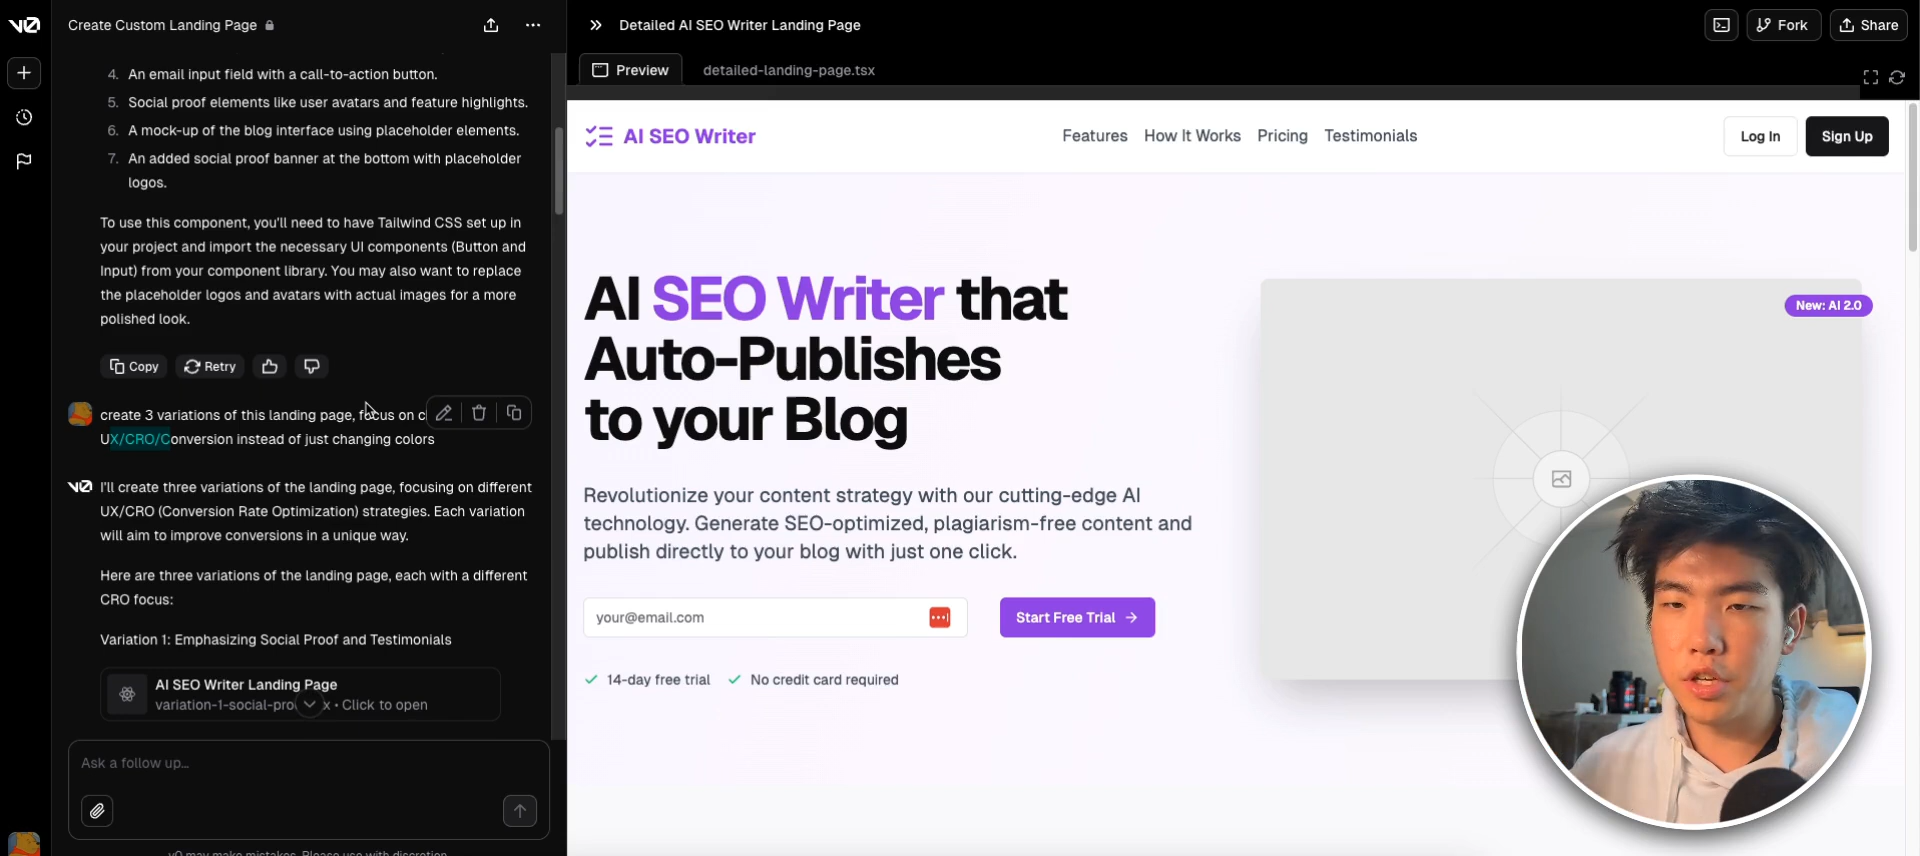 v0
Create Custom Landing Page
4. An email input field with a call-to-action button.
5. Social proof elements like user avatars and feature highlights.
6. A mock-up of the blog interface using placeholder elements.
7. An added social proof banner at the bottom with placeholder
logos.
To use this component, you'll need to have Tailwind CSS set up in
your project and import the necessary UI components (Button and
Input) from your component library. You may also want to replace
the placeholder logos and avatars with actual images for a more
polished look.
Copy Retry
create 3 variations of this landing page, focus on c
UX/CRO/Conversion instead of just changing colors
v0
I'll create three variations of the landing page, focusing on different
UX/CRO (Conversion Rate Optimization) strategies. Each variation
will aim to improve conversions in a unique way.
Here are three variations of the landing page, each with a different
CRO focus:
Variation 1: Emphasizing Social Proof and Testimonials
AI SEO Writer Landing Page
variation-1-social-pro x • Click to open
Ask a follow up...
v0 may make mistakes. Please use with discretion.
Detailed AI SEO Writer Landing Page
Fork Share
Preview detailed-landing-page.tsx
AI SEO Writer
Features How It Works Pricing Testimonials
Log In Sign Up
AI SEO Writer that
Auto-Publishes
to your Blog
New: AI 2.0
Revolutionize your content strategy with our cutting-edge AI
technology. Generate SEO-optimized, plagiarism-free content and
publish directly to your blog with just one click.
your@email.com
Start Free Trial →
14-day free trial No credit card required